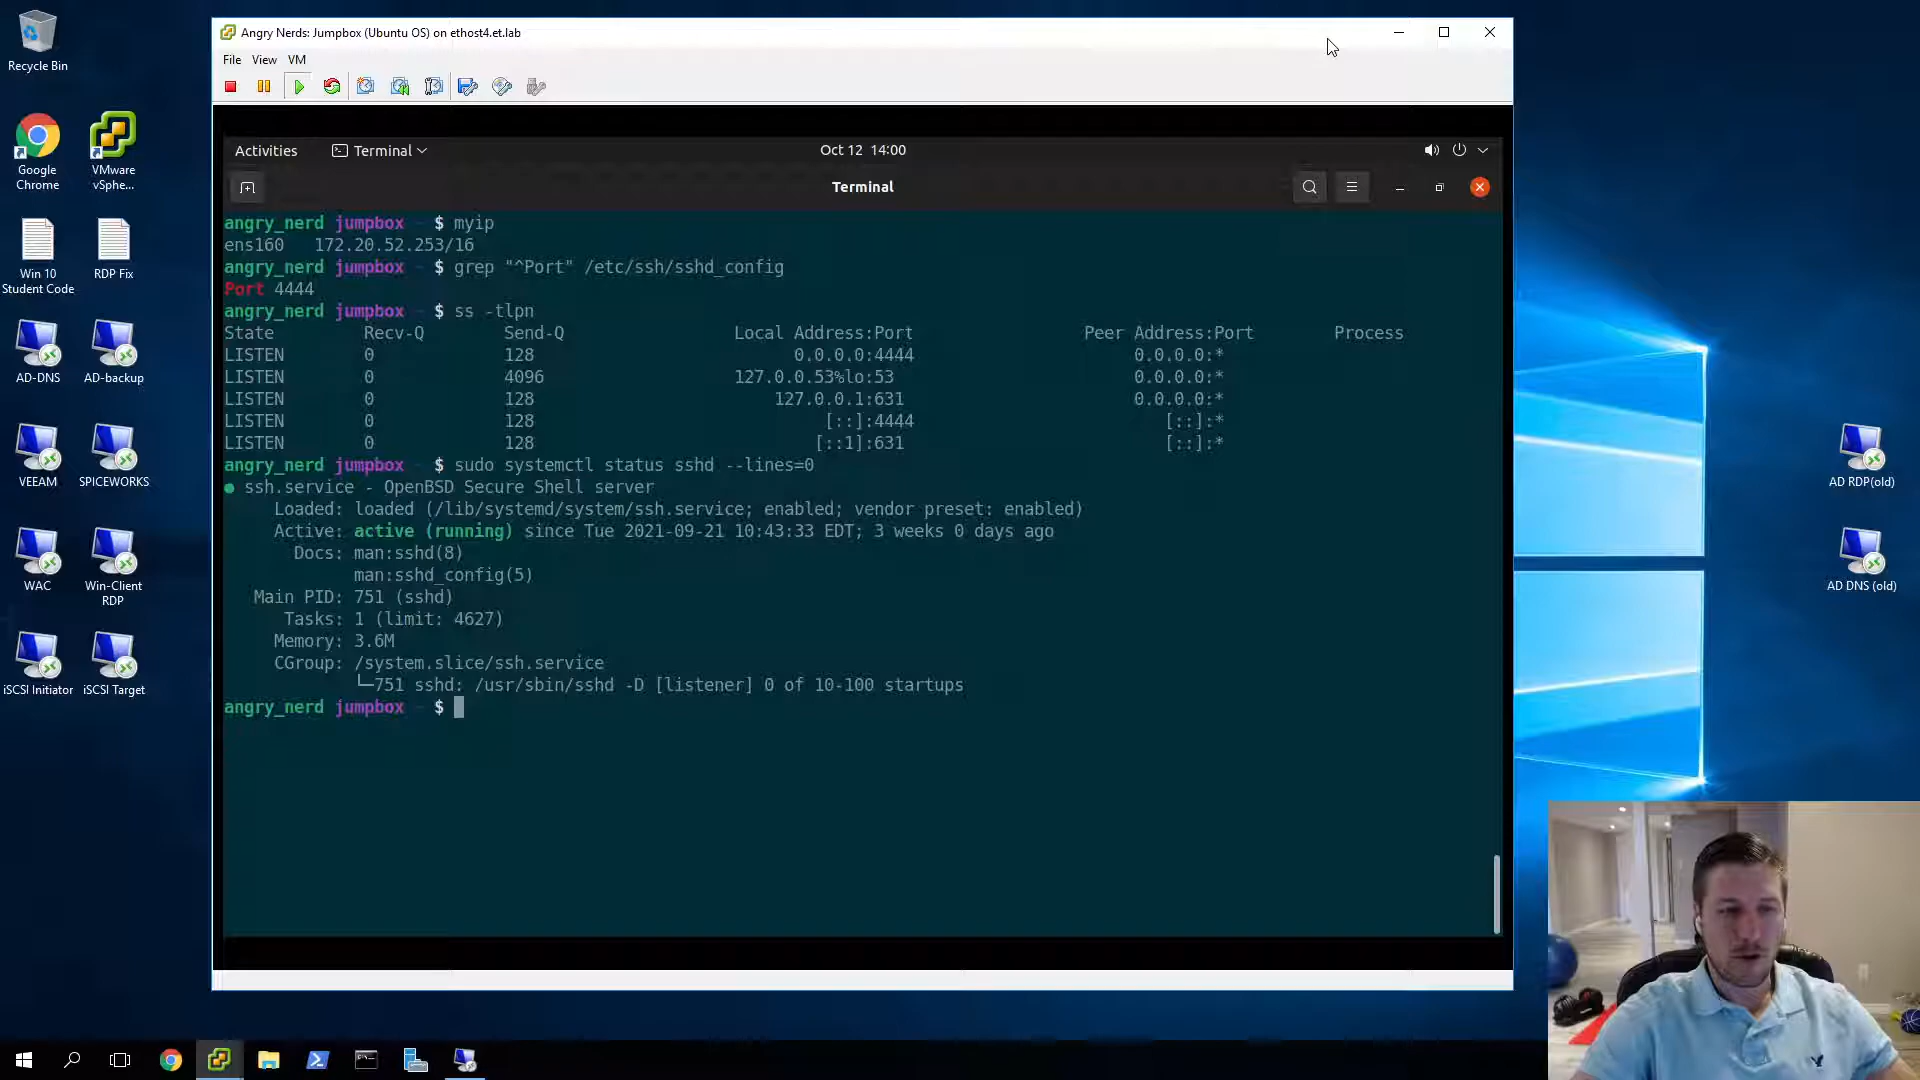 Angry Nerds: Jumpbox (Ubuntu OS) on ethost4.et.lab
File View VM
Recycle Bin
Google Chrome
VMware vSphe...
Win 10 Student Code
RDP Fix
AD-DNS
AD-backup
VEEAM
SPICEWORKS
WAC
Win-Client RDP
iSCSI Initiator
iSCSI Target
AD RDP(old)
AD DNS (old)
Activities Terminal Oct 12 14:00
Terminal
angry_nerd jumpbox ~ $ myip
ens160 172.20.52.253/16
angry_nerd jumpbox ~ $ grep "^Port" /etc/ssh/sshd_config
Port 4444
angry_nerd jumpbox ~ $ ss -tlpn
State Recv-Q Send-Q Local Address:Port Peer Address:Port Process
LISTEN 0 128 0.0.0.0:4444 0.0.0.0:*
LISTEN 0 4096 127.0.0.53%lo:53 0.0.0.0:*
LISTEN 0 128 127.0.0.1:631 0.0.0.0:*
LISTEN 0 128 [::]:4444 [::]:*
LISTEN 0 128 [::1]:631 [::]:*
angry_nerd jumpbox ~ $ sudo systemctl status sshd --lines=0
● ssh.service - OpenBSD Secure Shell server
Loaded: loaded (/lib/systemd/system/ssh.service; enabled; vendor preset: enabled)
Active: active (running) since Tue 2021-09-21 10:43:33 EDT; 3 weeks 0 days ago
Docs: man:sshd(8)
man:sshd_config(5)
Main PID: 751 (sshd)
Tasks: 1 (limit: 4627)
Memory: 3.6M
CGroup: /system.slice/ssh.service
└─751 sshd: /usr/sbin/sshd -D [listener] 0 of 10-100 startups
angry_nerd jumpbox ~ $